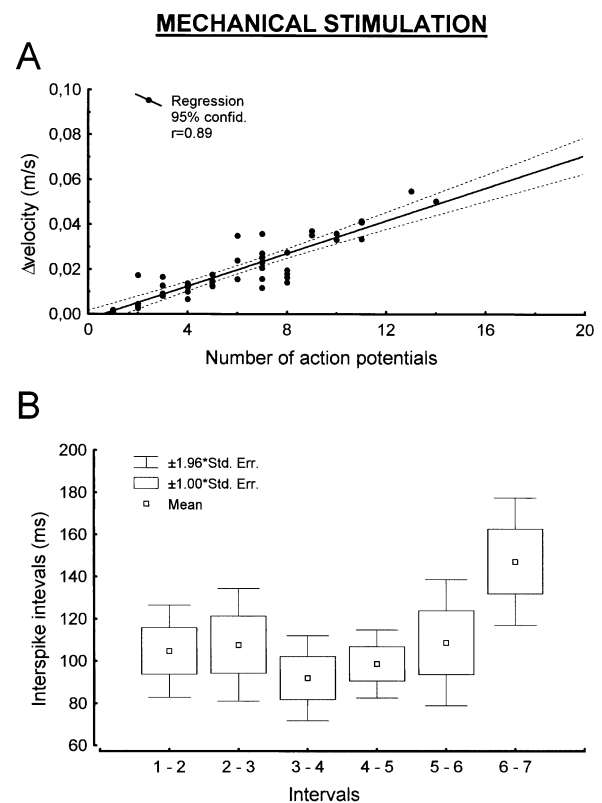 MECHANICAL STIMULATION
A
0,10
0,08
0,06
0,04
0,02
0,00
Δvelocity (m/s)
Regression
95% confid.
r=0.89
0 4 8 12 16 20
Number of action potentials
B
200
180
160
140
120
100
80
60
Interspike intevals (ms)
±1.96*Std. Err.
±1.00*Std. Err.
Mean
1 - 2 2 - 3 3 - 4 4 - 5 5 - 6 6 - 7
Intervals